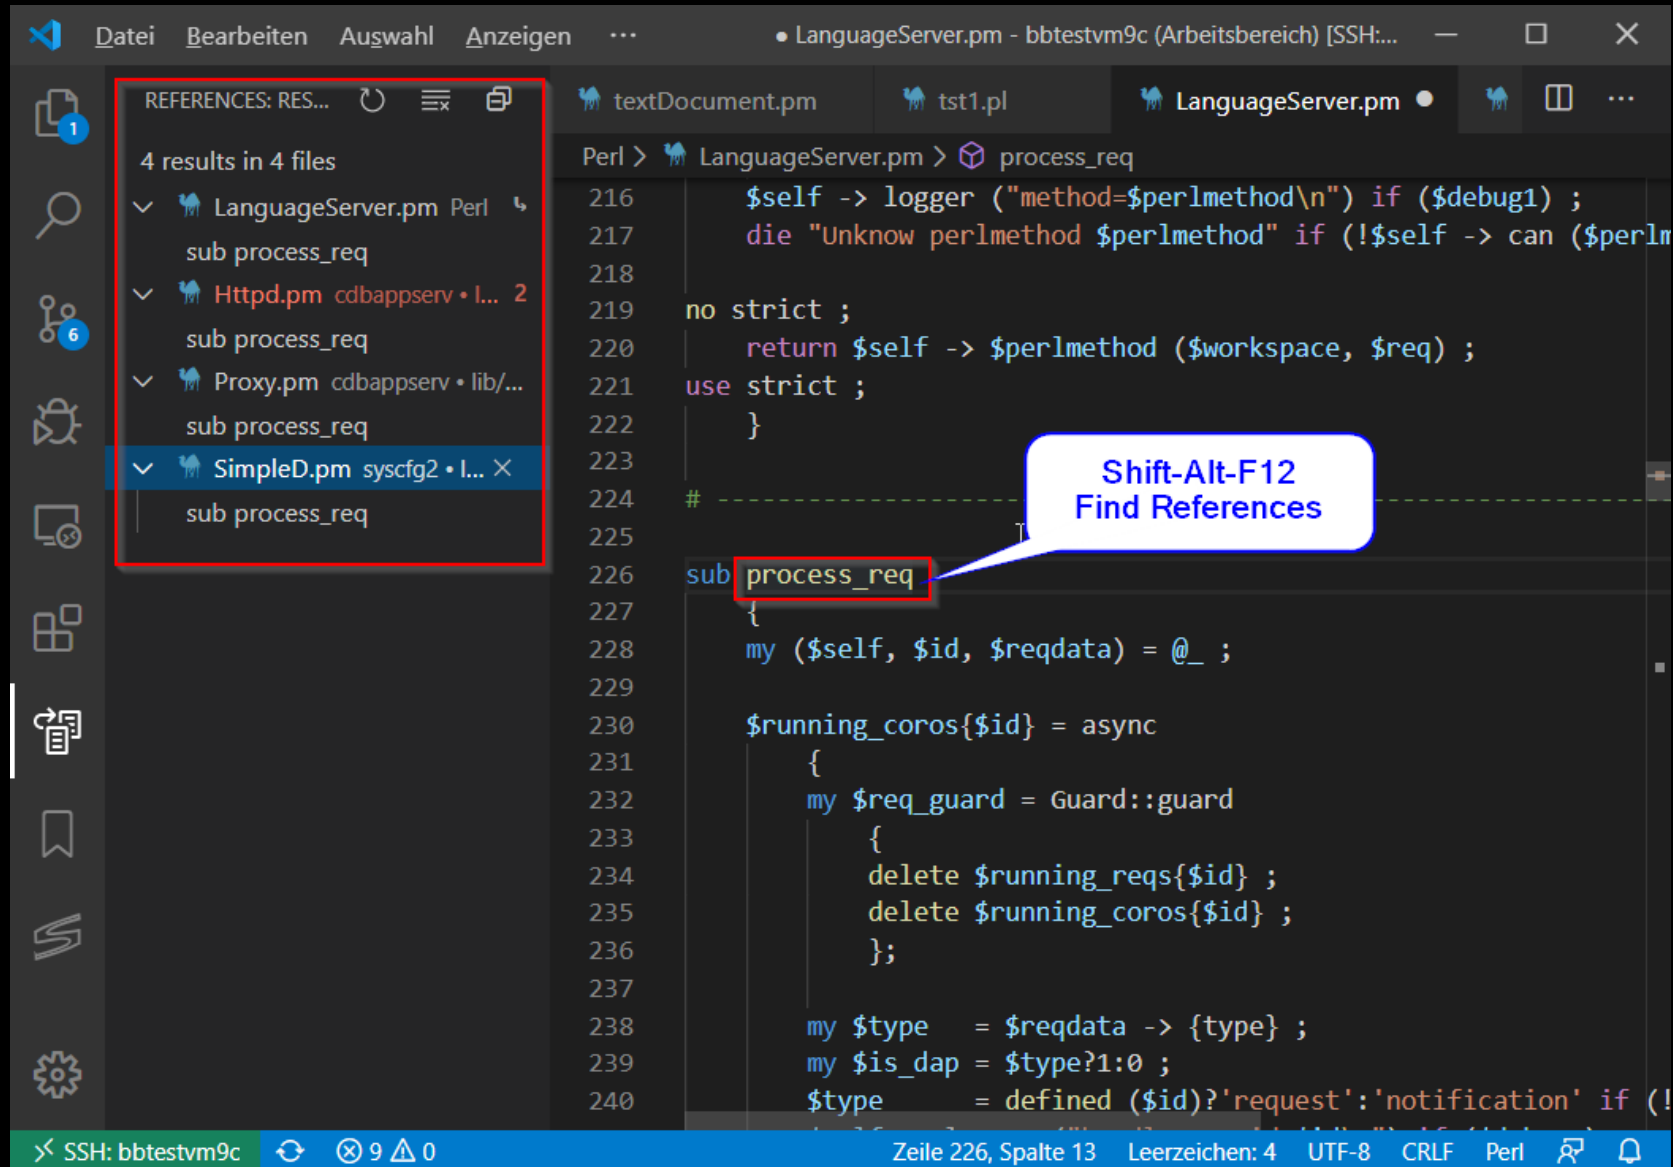 Datei Bearbeiten Auswahl Anzeigen ··· ● LanguageServer.pm - bbtestvm9c (Arbeitsbereich) [SSH:...
REFERENCES: RES...
4 results in 4 files
LanguageServer.pm Perl
sub process_req
Httpd.pm cdbappserv • l... 2
sub process_req
Proxy.pm cdbappserv • lib/...
sub process_req
SimpleD.pm syscfg2 • l...
sub process_req
1
6
textDocument.pm tst1.pl LanguageServer.pm ● ···
Perl > LanguageServer.pm > process_req
216 $self -> logger ("method=$perlmethod\n") if ($debug1) ;
217 die "Unknow perlmethod $perlmethod" if (!$self -> can ($perlm
218
219 no strict ;
220 return $self -> $perlmethod ($workspace, $req) ;
221 use strict ;
222 }
223
224 # ----------------------------------------
225
226 sub process_req
227 {
228 my ($self, $id, $reqdata) = @_ ;
229
230 $running_coros{$id} = async
231 {
232 my $req_guard = Guard::guard
233 {
234 delete $running_reqs{$id} ;
235 delete $running_coros{$id} ;
236 };
237
238 my $type = $reqdata -> {type} ;
239 my $is_dap = $type?1:0 ;
240 $type = defined ($id)?'request':'notification' if (!
Shift-Alt-F12
Find References
SSH: bbtestvm9c 9 0 Zeile 226, Spalte 13 Leerzeichen: 4 UTF-8 CRLF Perl